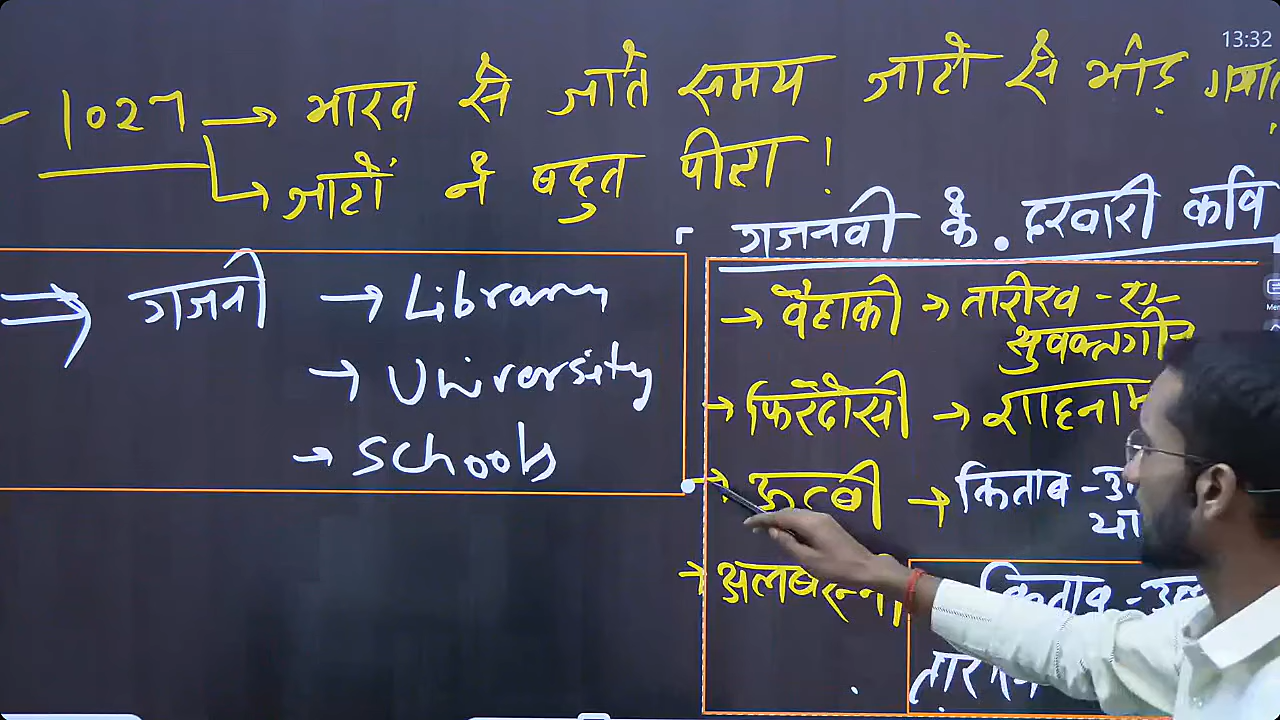 13:32
- 1027 → भारत से जाते समय जाटो से भीड़ गया
→ जाटों ने बहुत पीटा !
गजनवी के दरबारी कवि
⇒ गजनी → Library
→ University
→ Schools
→ वैहाकी → तारीख - ए -
सुबक्तगीन
→ फिरदौसी → शाहनाम
→ उत्बी → किताब - उ
या
→ अलबरुनी
किताब - उल
तारीख